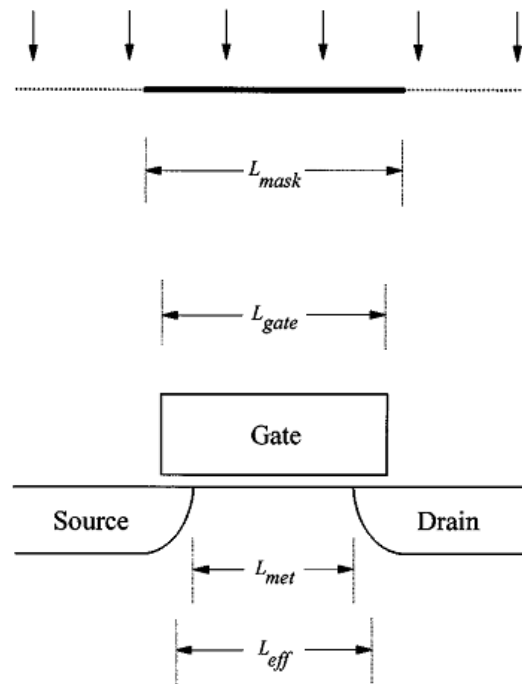 L_mask
L_gate
Gate
Source Drain
L_met
L_eff